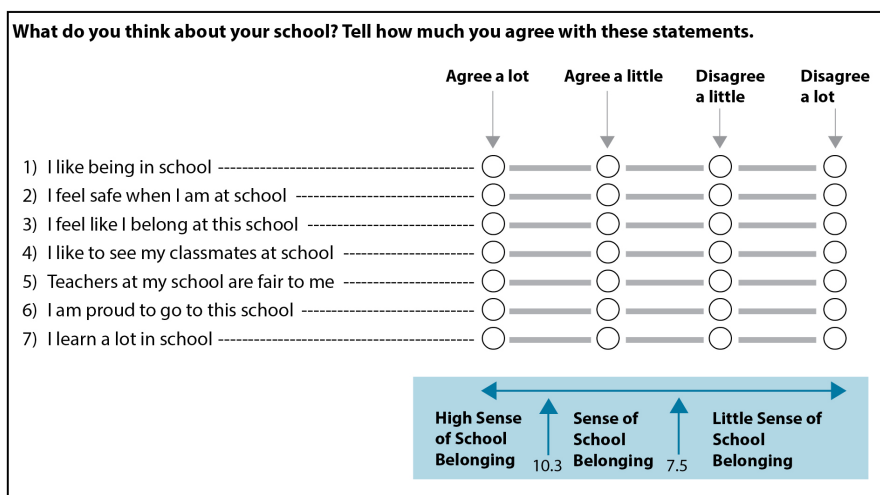 What do you think about your school? Tell how much you agree with these statements.
Agree a lot
Agree a little
Disagree
a little
Disagree
a lot
1) I like being in school
2) I feel safe when I am at school
3) I feel like I belong at this school
4) I like to see my classmates at school
5) Teachers at my school are fair to me
6) I am proud to go to this school
7) I learn a lot in school
High Sense
of School
Belonging
10.3
Sense of
School
Belonging
7.5
Little Sense of
School
Belonging